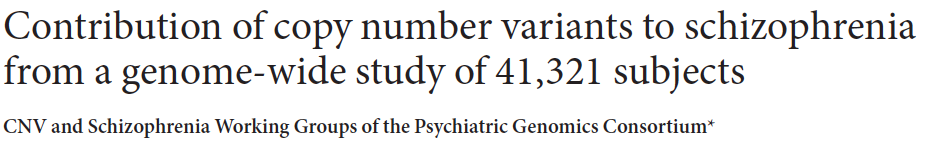 Contribution of copy number variants to schizophrenia
from a genome-wide study of 41,321 subjects
CNV and Schizophrenia Working Groups of the Psychiatric Genomics Consortium*